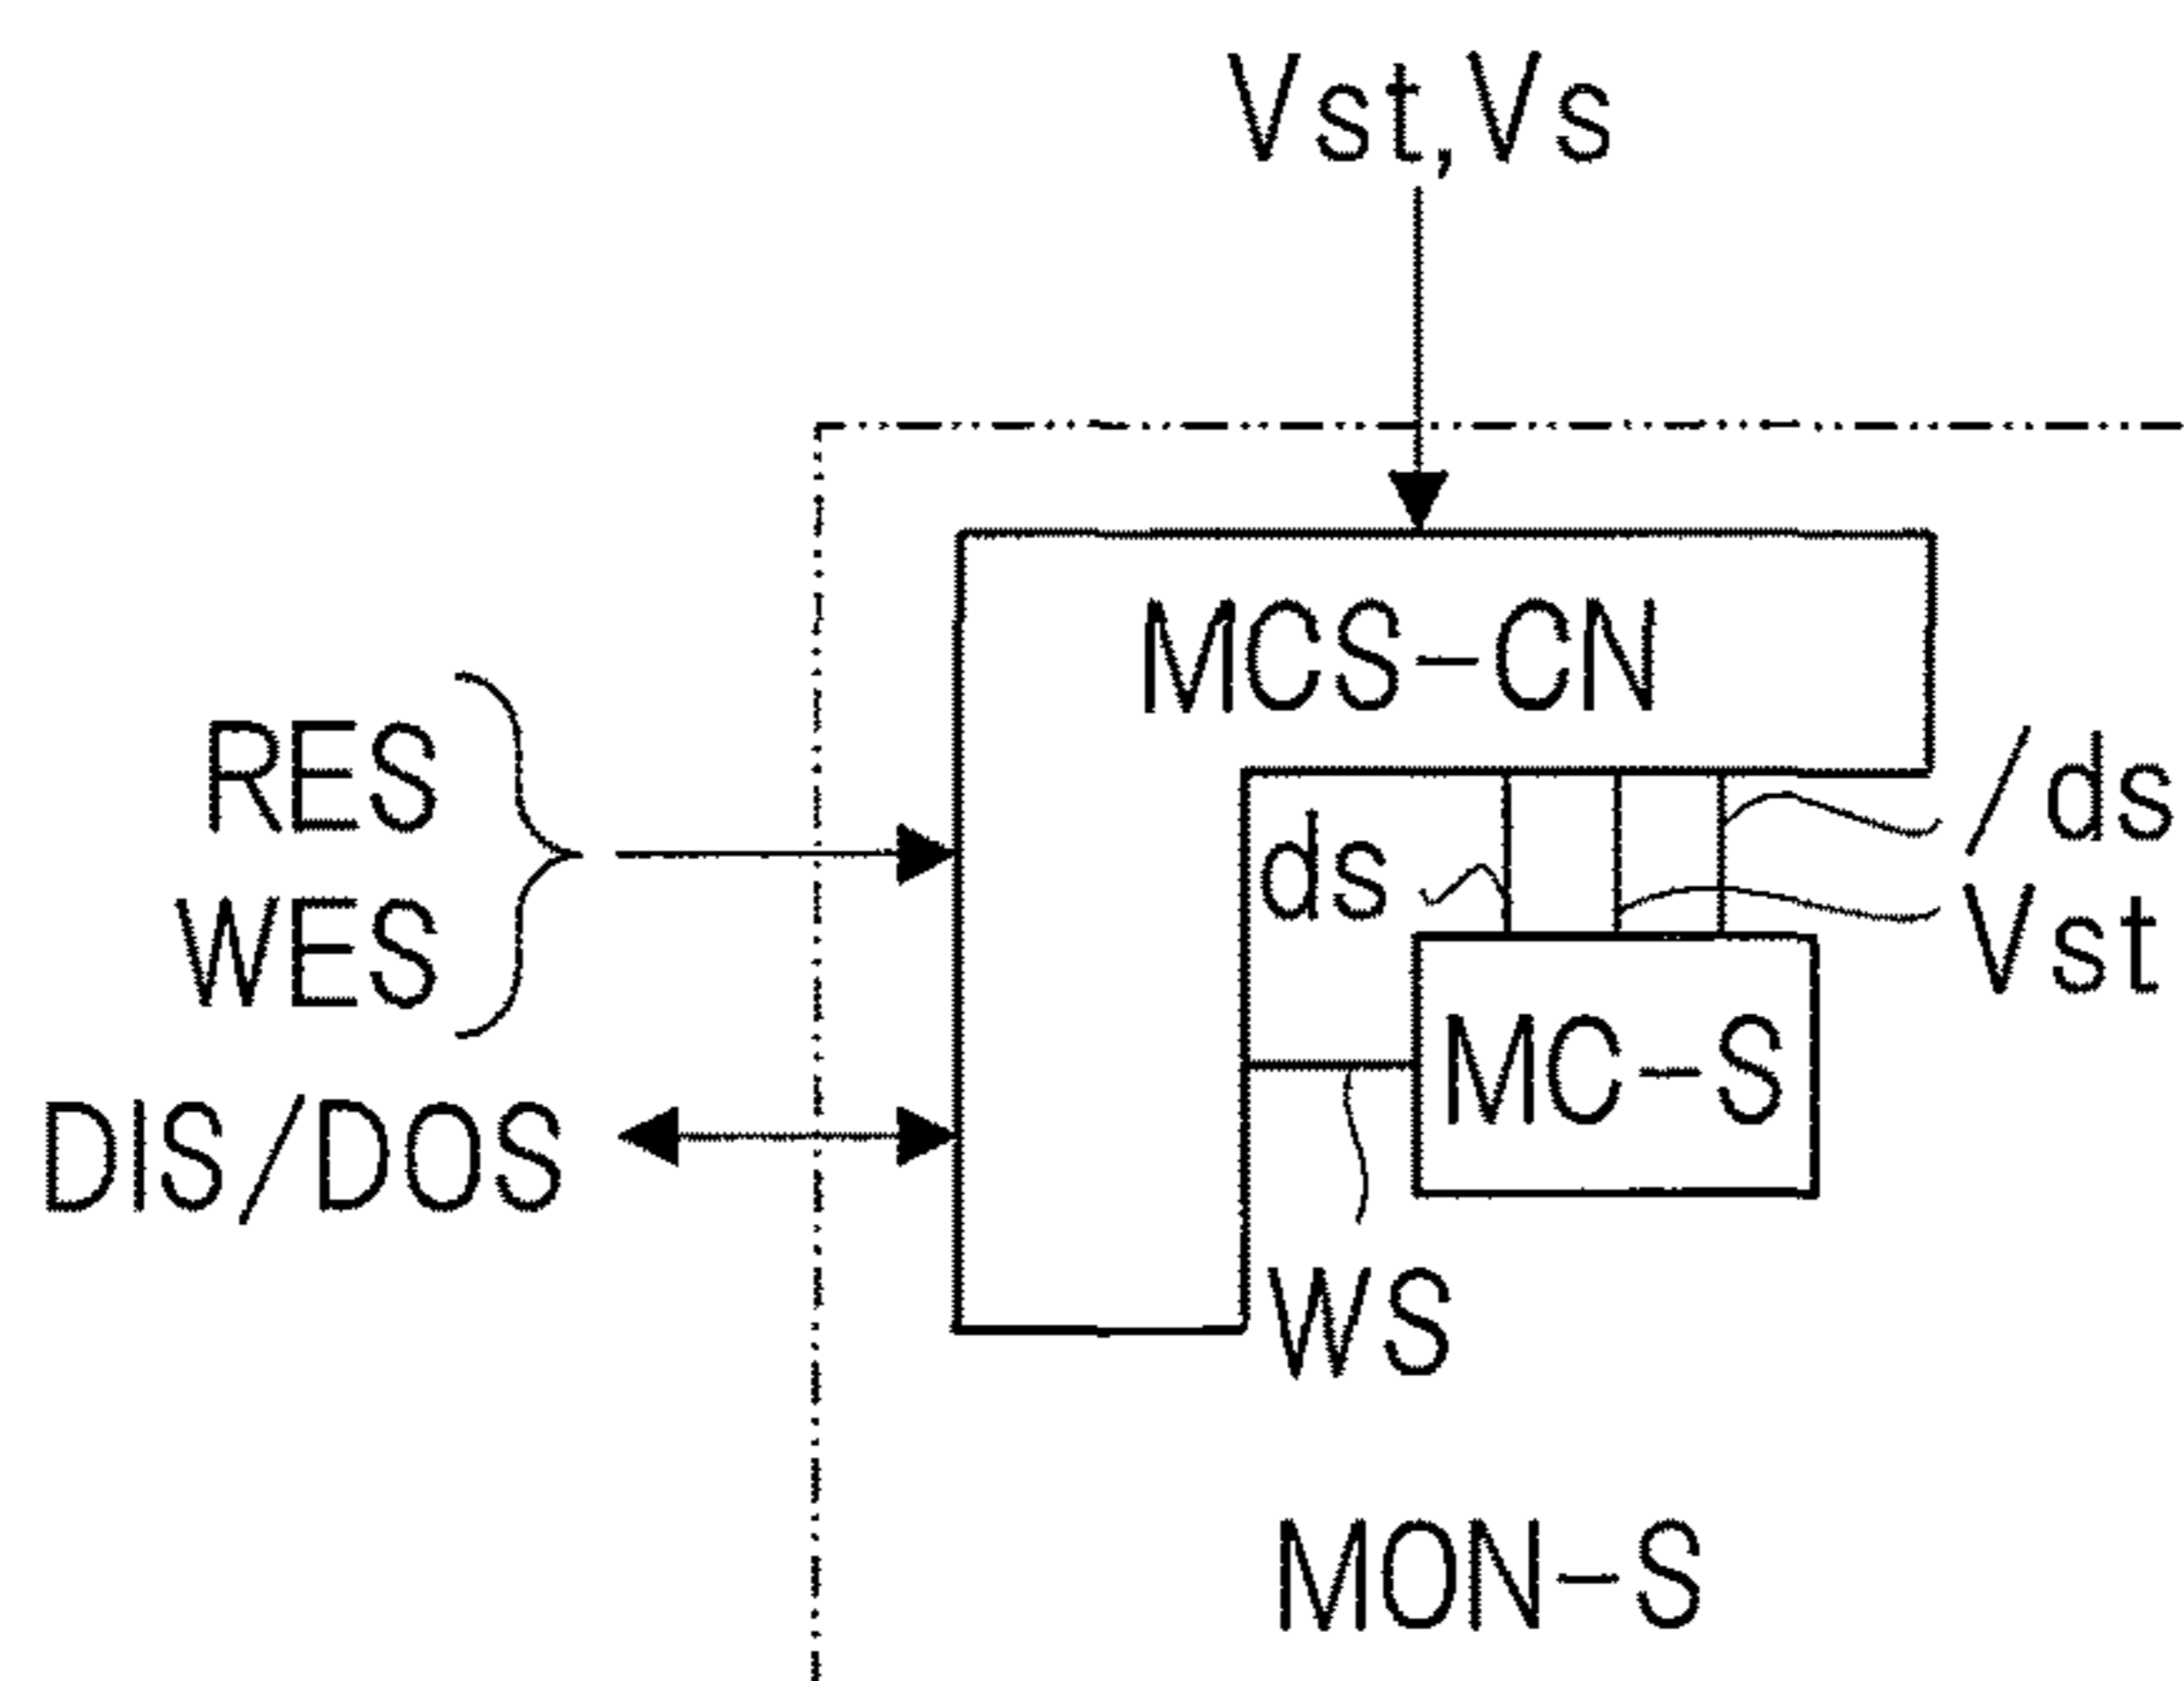 Vst,Vs
MCS-CN
RES
WES
DIS/DOS
ds
/ds
Vst
MC-S
WS
MON-S